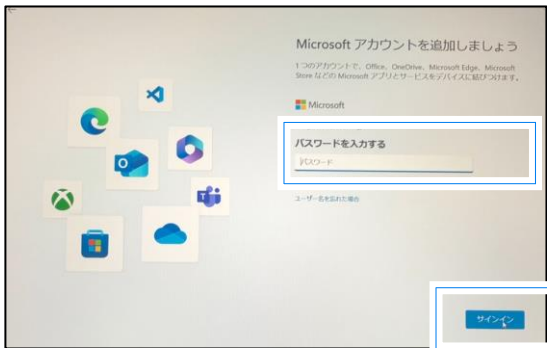 Microsoft アカウントを追加しましょう
1 つのアカウントで、Office、OneDrive、Microsoft Edge、Microsoft
Store などの Microsoft アプリとサービスをデバイスに結びつけます。
Microsoft
パスワードを入力する
パスワード
ユーザー名を忘れた場合
サインイン